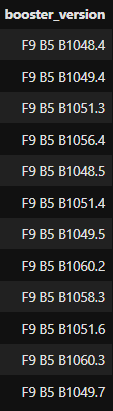 booster_version
F9 B5 B1048.4
F9 B5 B1049.4
F9 B5 B1051.3
F9 B5 B1056.4
F9 B5 B1048.5
F9 B5 B1051.4
F9 B5 B1049.5
F9 B5 B1060.2
F9 B5 B1058.3
F9 B5 B1051.6
F9 B5 B1060.3
F9 B5 B1049.7